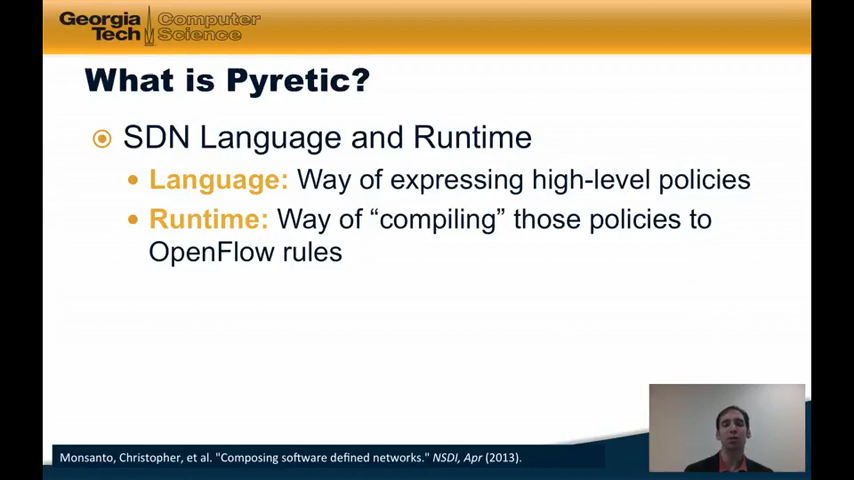 Georgia Tech
Computer Science
What is Pyretic?
SDN Language and Runtime
Language: Way of expressing high-level policies
Runtime: Way of “compiling” those policies to
OpenFlow rules
Monsanto, Christopher, et al. "Composing software defined networks." NSDI, Apr (2013).